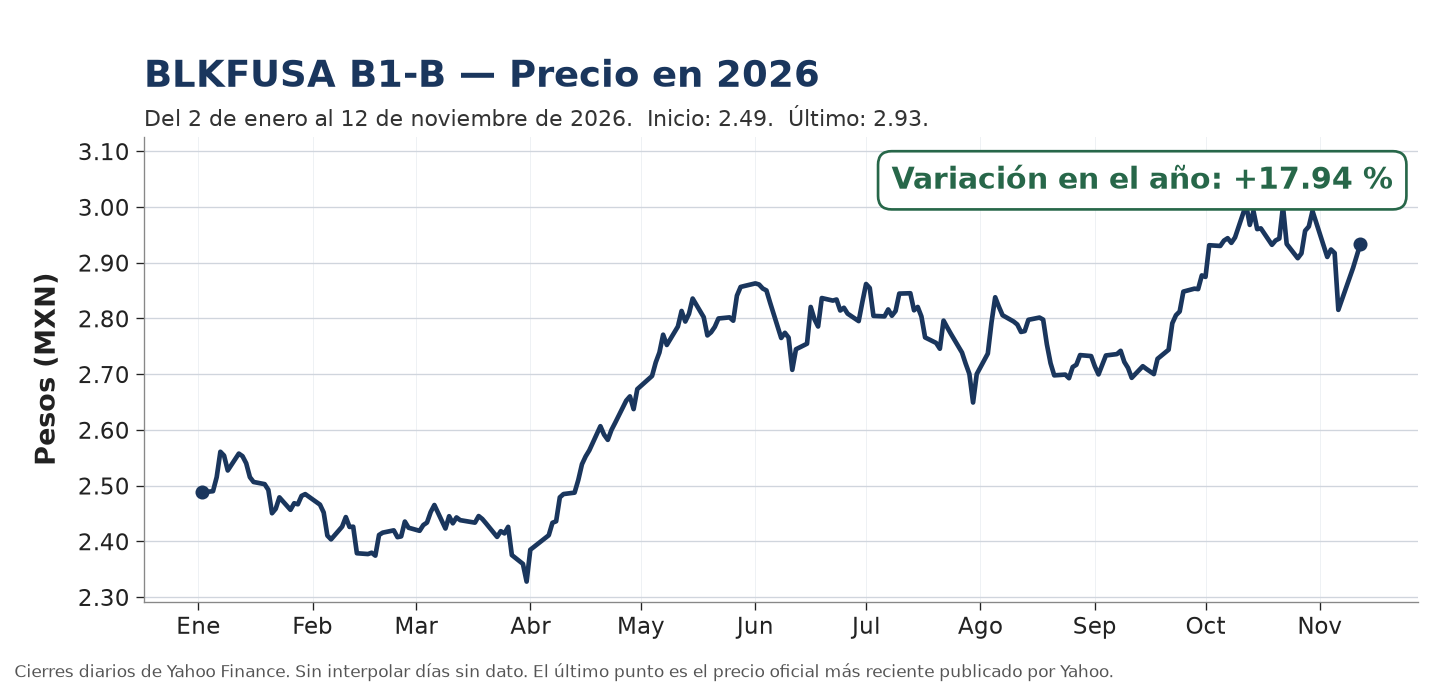 BLKFUSA B1-B — Precio en 2026
Del 2 de enero al 12 de noviembre de 2026.  Inicio: 2.49.  Último: 2.93.
Variación en el año: +17.94 %
Pesos (MXN)
3.10
3.00
2.90
2.80
2.70
2.60
2.50
2.40
2.30
Ene Feb Mar Abr May Jun Jul Ago Sep Oct Nov
Cierres diarios de Yahoo Finance. Sin interpolar días sin dato. El último punto es el precio oficial más reciente publicado por Yahoo.